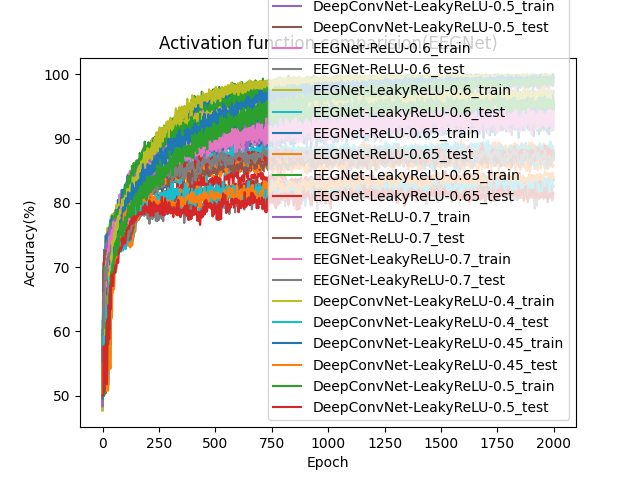 DeepConvNet-LeakyReLU-0.5_train
DeepConvNet-LeakyReLU-0.5_test
Activation function comparision(EEGNet)
EEGNet-ReLU-0.6_train
EEGNet-ReLU-0.6_test
EEGNet-LeakyReLU-0.6_train
EEGNet-LeakyReLU-0.6_test
EEGNet-ReLU-0.65_train
EEGNet-ReLU-0.65_test
EEGNet-LeakyReLU-0.65_train
EEGNet-LeakyReLU-0.65_test
EEGNet-ReLU-0.7_train
EEGNet-ReLU-0.7_test
EEGNet-LeakyReLU-0.7_train
EEGNet-LeakyReLU-0.7_test
DeepConvNet-LeakyReLU-0.4_train
DeepConvNet-LeakyReLU-0.4_test
DeepConvNet-LeakyReLU-0.45_train
DeepConvNet-LeakyReLU-0.45_test
DeepConvNet-LeakyReLU-0.5_train
DeepConvNet-LeakyReLU-0.5_test
100
90
80
70
60
50
Accuracy(%)
0 250 500 750 1000 1250 1500 1750 2000
Epoch